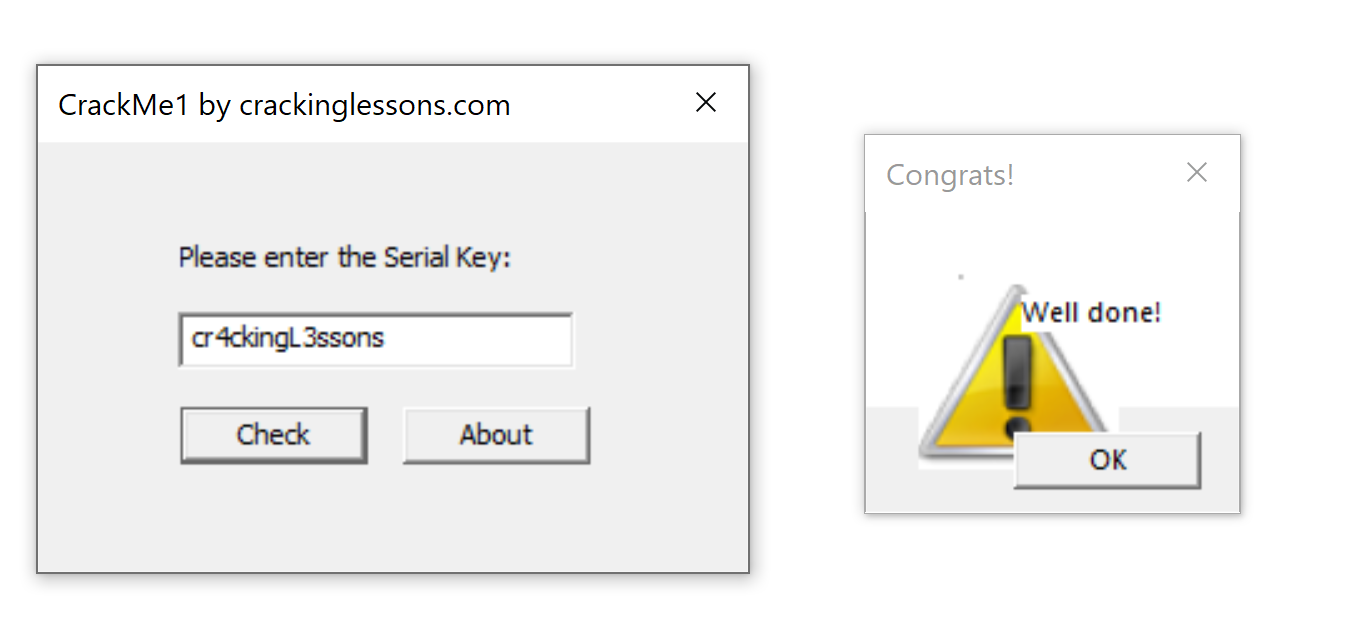 CrackMe1 by crackinglessons.com
Please enter the Serial Key:
cr4ckingL3ssons
Check About
Congrats!
Well done!
OK